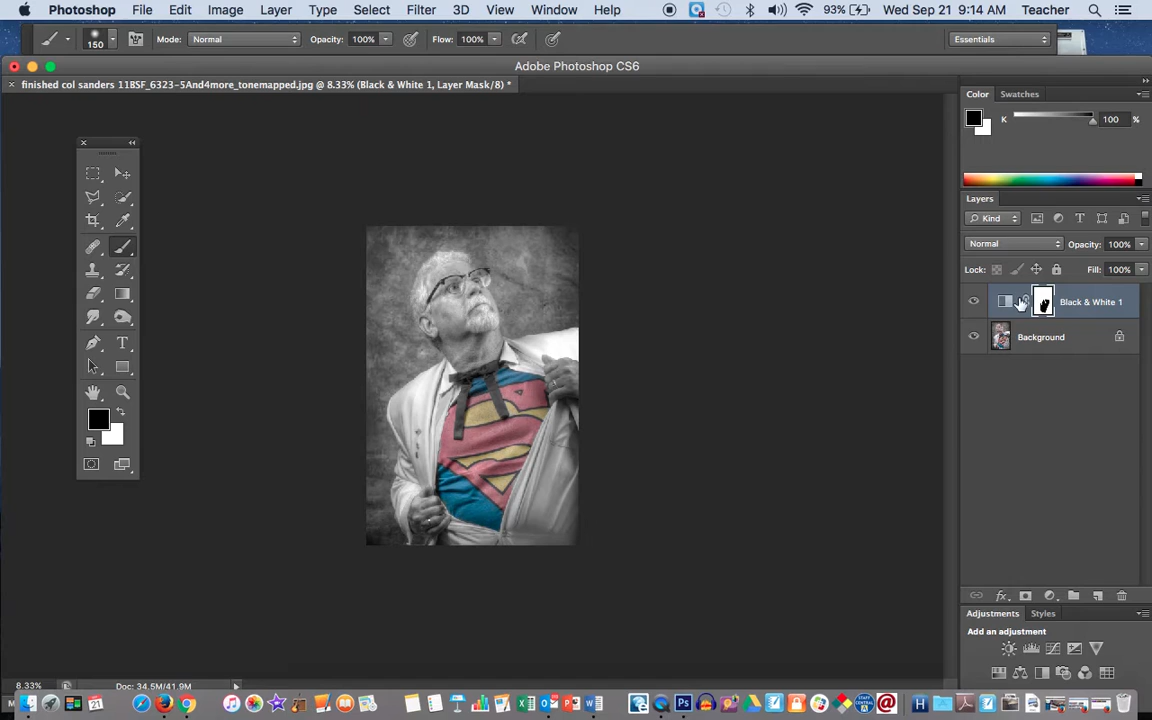 Photoshop File Edit Image Layer Type Select Filter 3D View Window Help 93% Wed Sep 21 9:14 AM Teacher
150 Mode: Normal Opacity: 100% Flow: 100% Essentials
Adobe Photoshop CS6
× finished col sanders 118SF_6323-5And4more_tonemapped.jpg @ 8.33% (Black & White 1, Layer Mask/8) *
Color Swatches
K 100 %
Layers
Kind
Normal Opacity: 100%
Lock: Fill: 100%
Black & White 1
Background
Adjustments Styles
Add an adjustment
8.33% Doc: 34.5M/41.9M